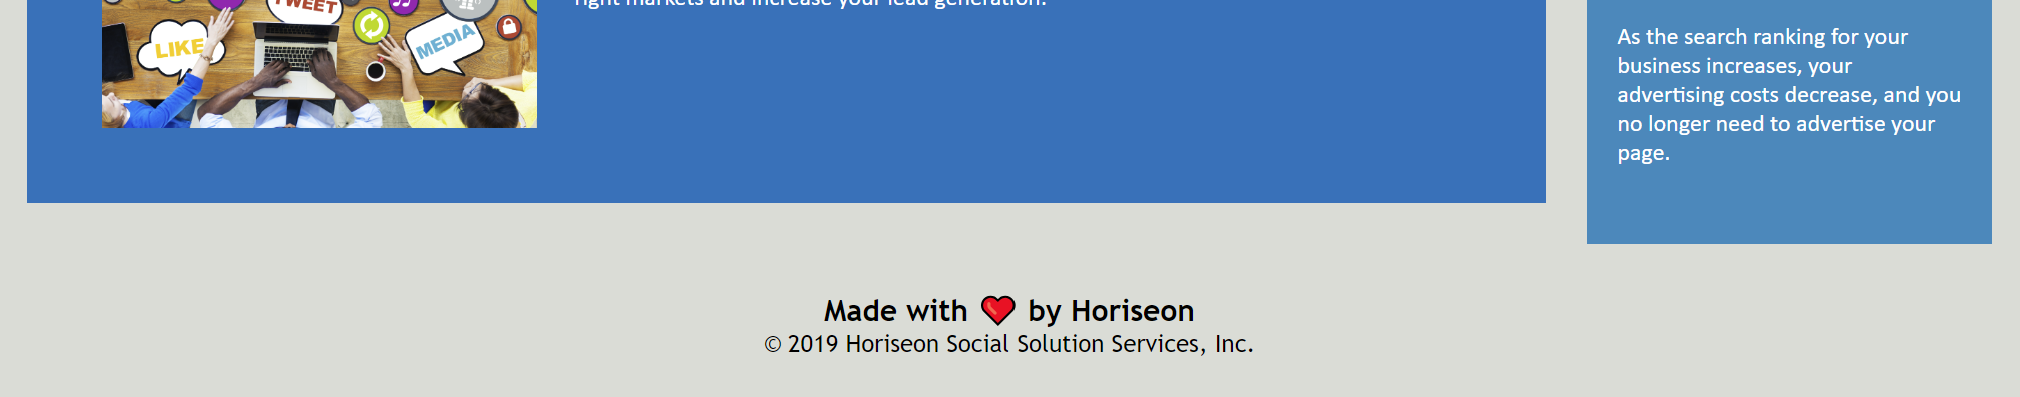 TWEET
LIKE
MEDIA
right markets and increase your lead generation.
As the search ranking for your
business increases, your
advertising costs decrease, and you
no longer need to advertise your
page.
Made with ❤️ by Horiseon
© 2019 Horiseon Social Solution Services, Inc.